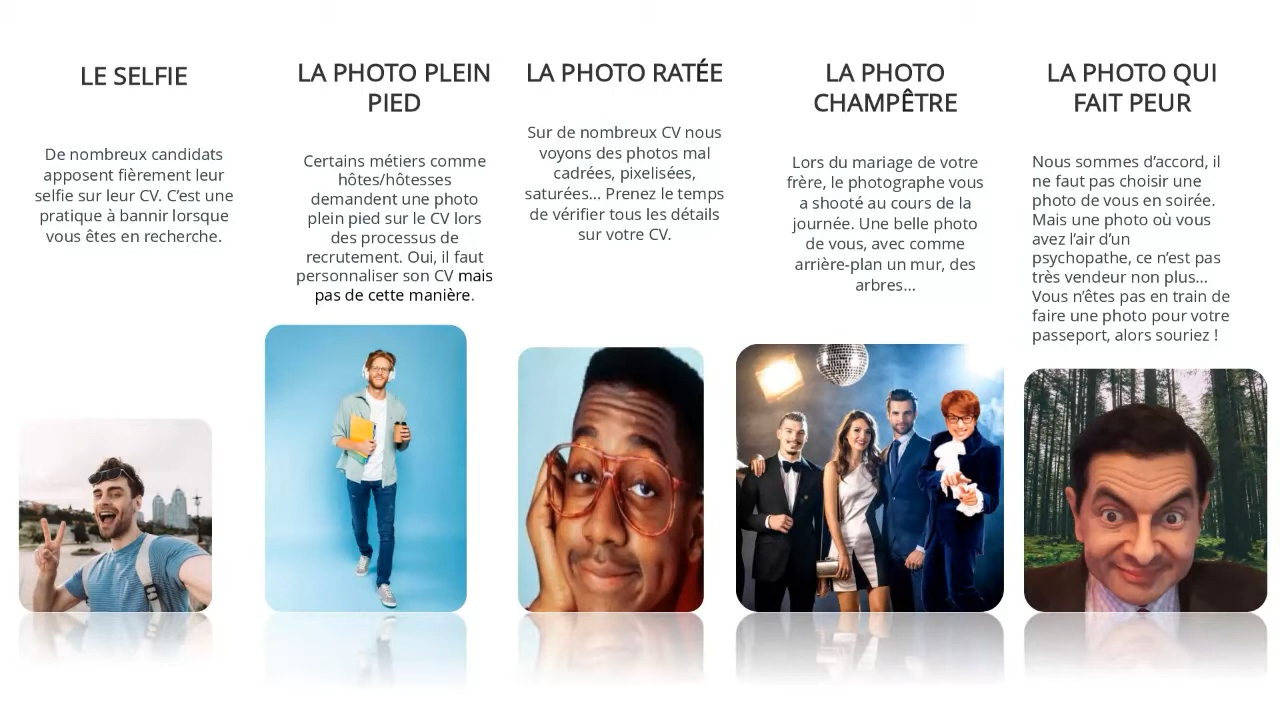 LE SELFIE
De nombreux candidats
apposent fièrement leur
selfie sur leur CV. C’est une
pratique à bannir lorsque
vous êtes en recherche.
LA PHOTO PLEIN
PIED
Certains métiers comme
hôtes/hôtesses
demandent une photo
plein pied sur le CV lors
des processus de
recrutement. Oui, il faut
personnaliser son CV mais
pas de cette manière.
LA PHOTO RATÉE
Sur de nombreux CV nous
voyons des photos mal
cadrées, pixelisées,
saturées… Prenez le temps
de vérifier tous les détails
sur votre CV.
LA PHOTO
CHAMPÊTRE
Lors du mariage de votre
frère, le photographe vous
a shooté au cours de la
journée. Une belle photo
de vous, avec comme
arrière-plan un mur, des
arbres…
LA PHOTO QUI
FAIT PEUR
Nous sommes d’accord, il
ne faut pas choisir une
photo de vous en soirée.
Mais une photo où vous
avez l’air d’un
psychopathe, ce n’est pas
très vendeur non plus…
Vous n’êtes pas en train de
faire une photo pour votre
passeport, alors souriez !